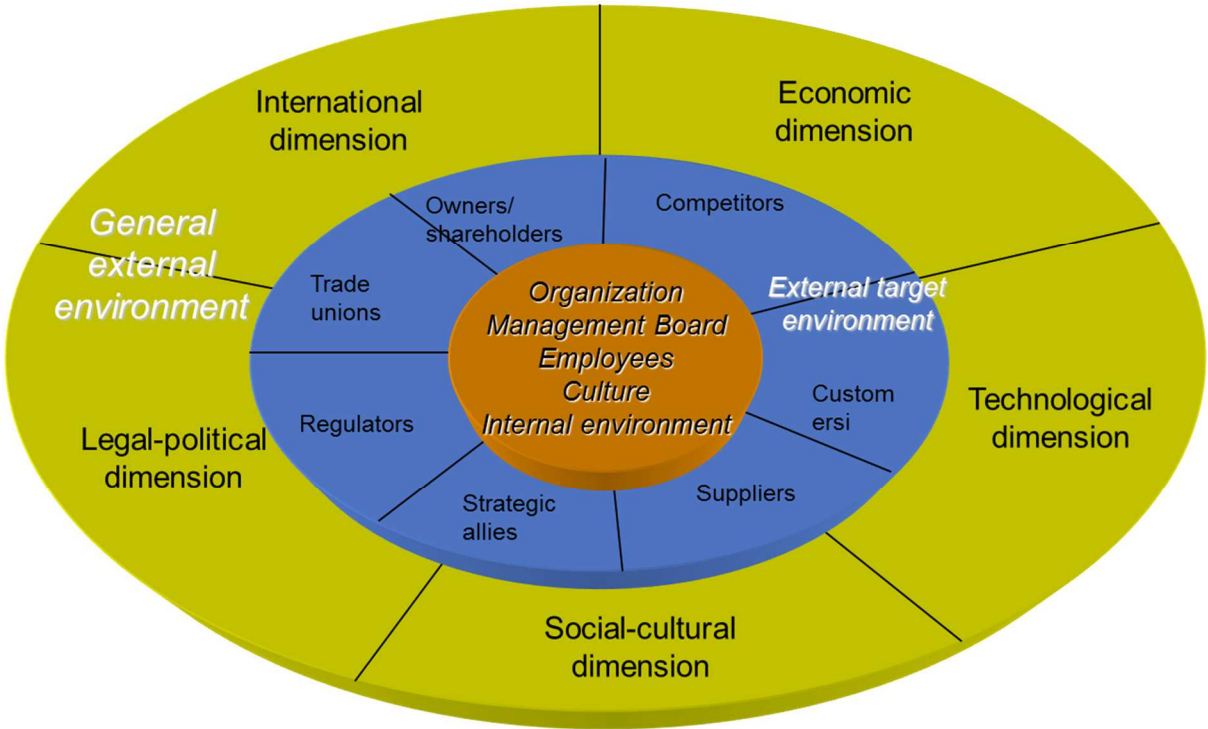 International
dimension
Economic
dimension
General
external
environment
Owners/
shareholders
Competitors
Trade
unions
External target
environment
Organization
Management Board
Employees
Culture
Internal environment
Custom
ersi
Technological
dimension
Legal-political
dimension
Regulators
Strategic
allies
Suppliers
Social-cultural
dimension